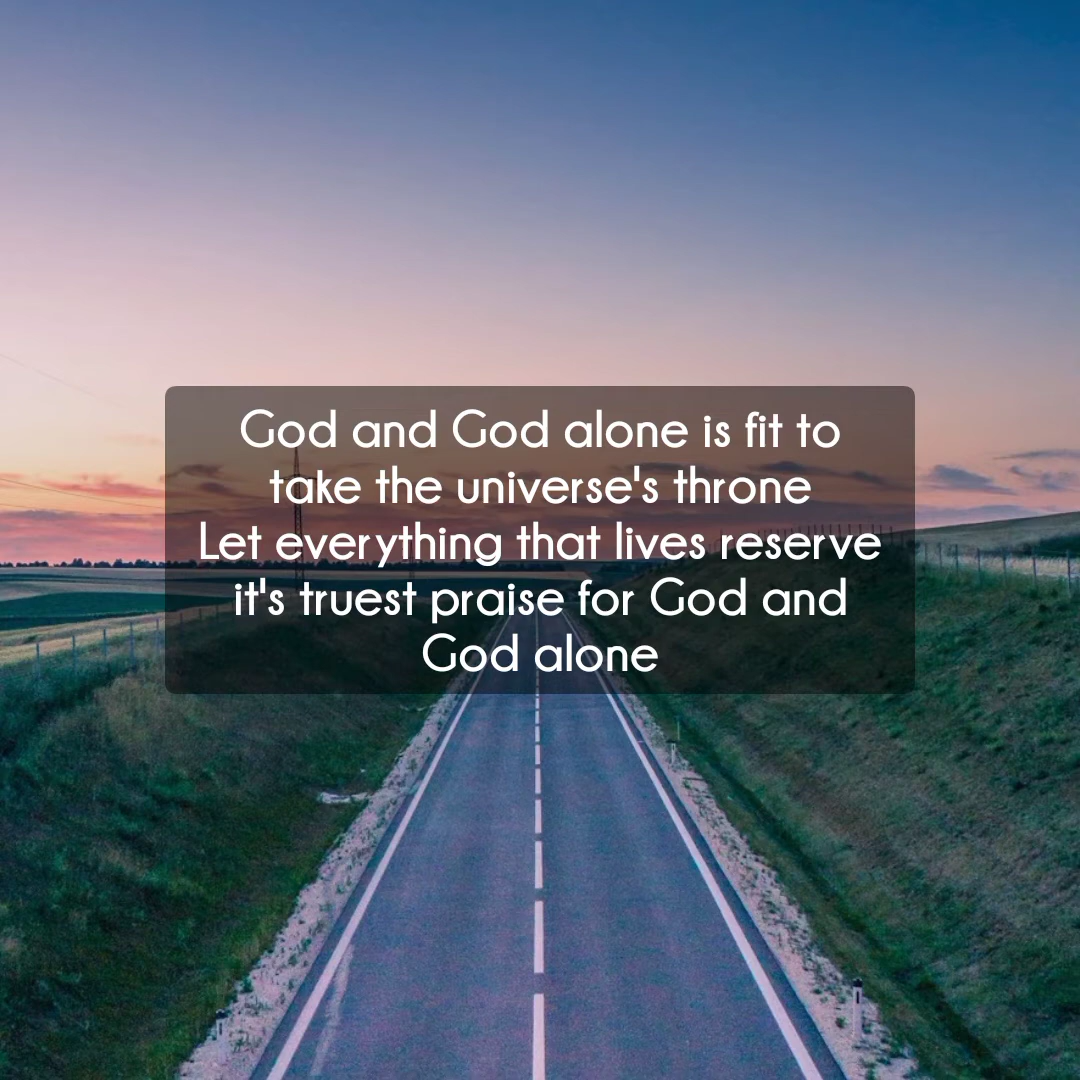 God and God alone is fit to
take the universe's throne
Let everything that lives reserve
it's truest praise for God and
God alone